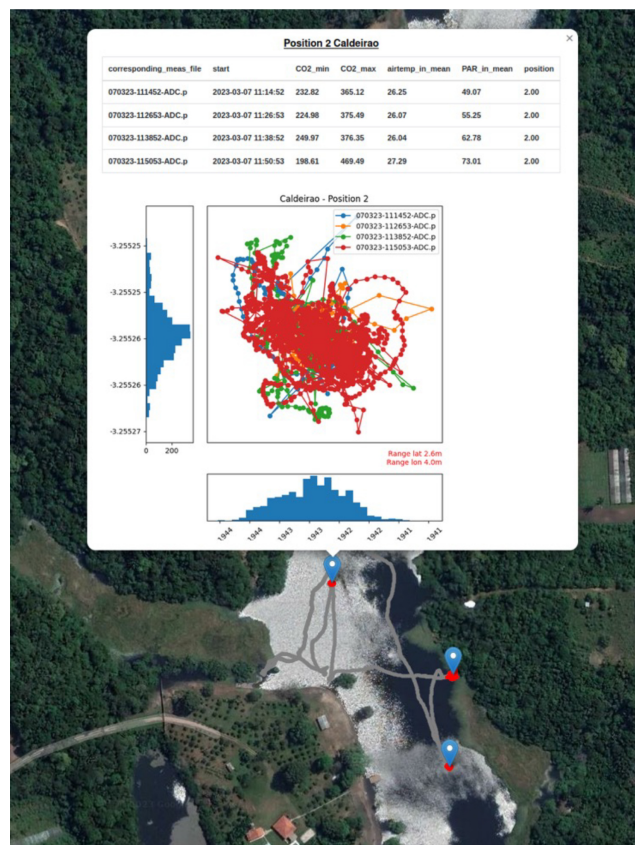 Position 2 Caldeirao
×
corresponding_meas_file start CO2_min CO2_max airtemp_in_mean PAR_in_mean position
070323-111452-ADC.p 2023-03-07 11:14:52 232.82 365.12 26.25 49.07 2.00
070323-112653-ADC.p 2023-03-07 11:26:53 224.98 375.49 26.07 55.25 2.00
070323-113852-ADC.p 2023-03-07 11:38:52 249.97 376.35 26.04 62.78 2.00
070323-115053-ADC.p 2023-03-07 11:50:53 198.61 469.49 27.29 73.01 2.00
Caldeirao - Position 2
070323-111452-ADC.p
070323-112653-ADC.p
070323-113852-ADC.p
070323-115053-ADC.p
-3.25525
-3.25525
-3.25526
-3.25526
-3.25527
0 200
Range lat 2.6m
Range lon 4.0m
1944 1944 1943 1943 1942 1942 1941 1941